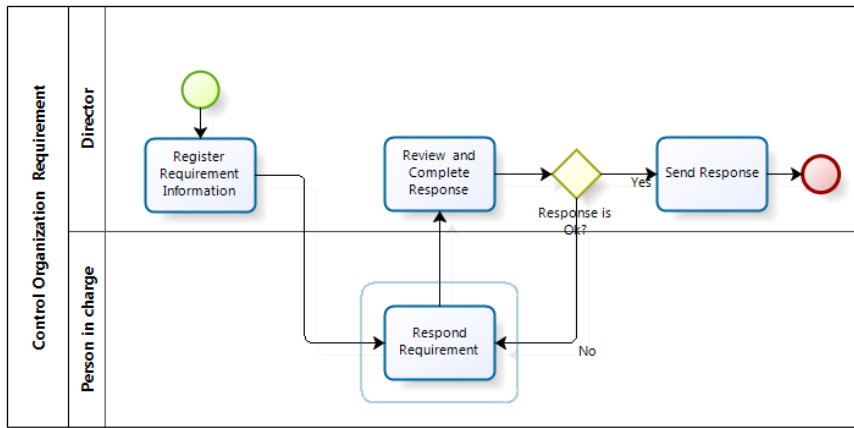 Control Organization Requirement
Director
Register
Requirement
Information
Review and
Complete
Response
Response is
Ok?
Yes
Send Response
Person in charge
Respond
Requirement
No